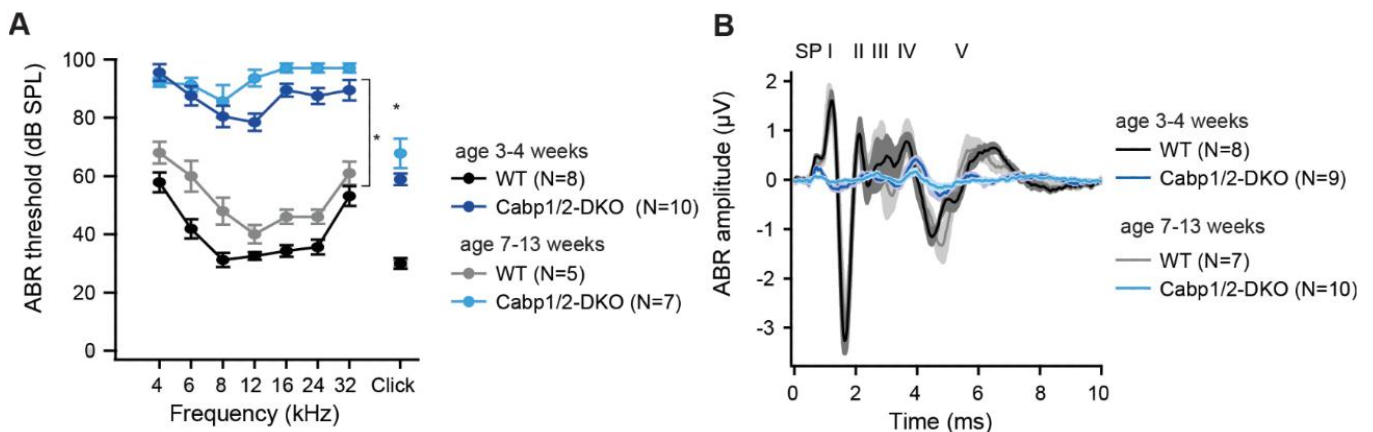 A
ABR threshold (dB SPL)
100
80
60
40
20
0
*
*
4 6 8 12 16 24 32 Click
Frequency (kHz)
age 3-4 weeks
WT (N=8)
Cabp1/2-DKO (N=10)
age 7-13 weeks
WT (N=5)
Cabp1/2-DKO (N=7)
B
SP I II III IV V
ABR amplitude (µV)
2
1
0
-1
-2
-3
0 2 4 6 8 10
Time (ms)
age 3-4 weeks
WT (N=8)
Cabp1/2-DKO (N=9)
age 7-13 weeks
WT (N=7)
Cabp1/2-DKO (N=10)